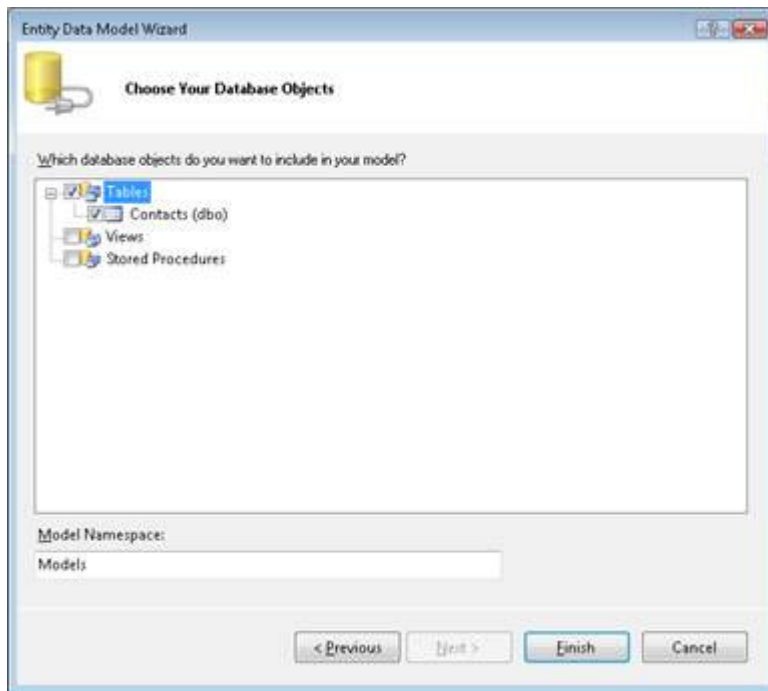 Entity Data Model Wizard
Choose Your Database Objects
Which database objects do you want to include in your model?
Tables
Contacts (dbo)
Views
Stored Procedures
Model Namespace:
Models
< Previous
Next >
Finish
Cancel